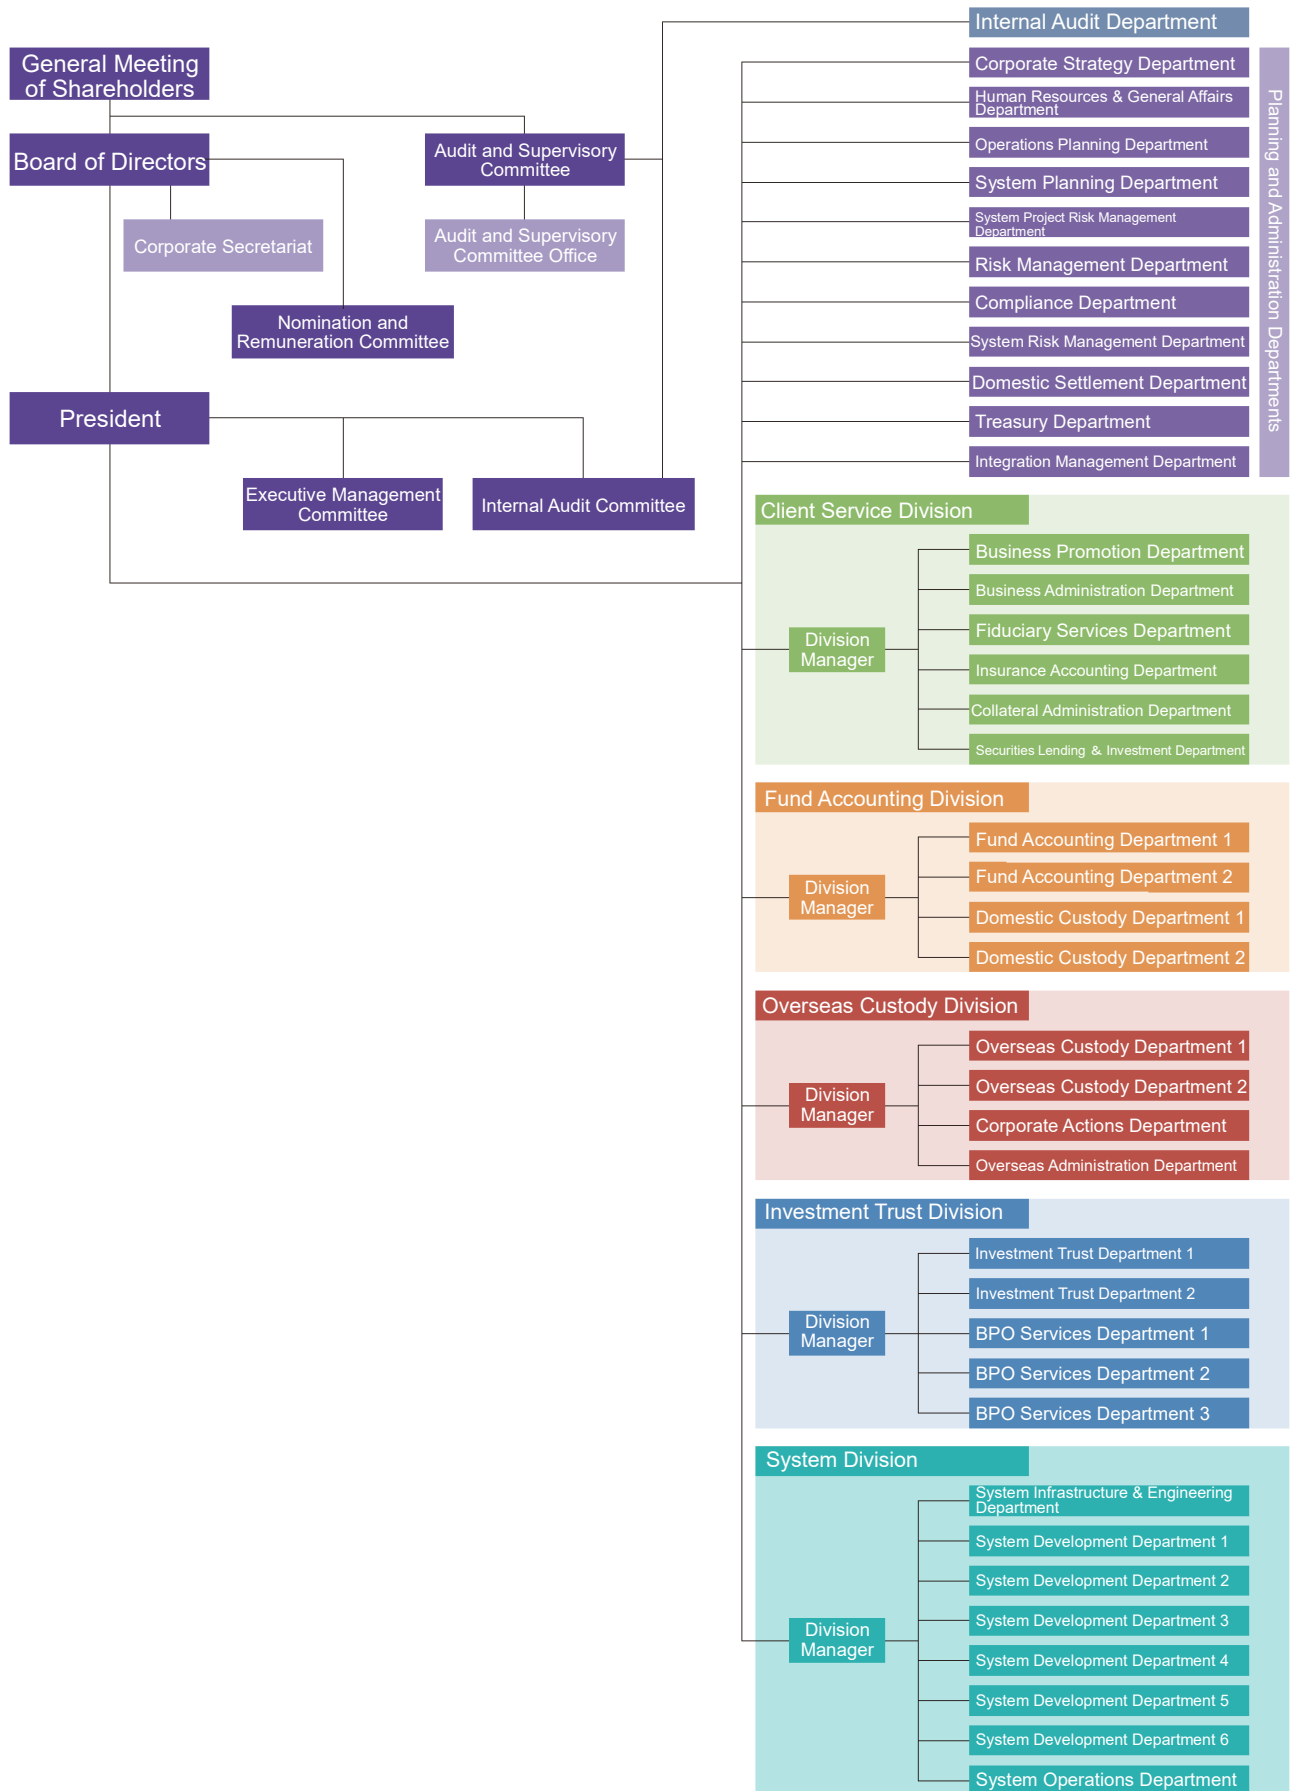 General Meeting
of Shareholders
Board of Directors
Corporate Secretariat
Audit and Supervisory
Committee
Audit and Supervisory
Committee Office
Nomination and
Remuneration Committee
President
Executive Management
Committee
Internal Audit Committee
Internal Audit Department
Corporate Strategy Department
Human Resources & General Affairs
Department
Operations Planning Department
System Planning Department
System Project Risk Management
Department
Risk Management Department
Compliance Department
System Risk Management Department
Domestic Settlement Department
Treasury Department
Integration Management Department
Planning and Administration Departments
Client Service Division
Division
Manager
Business Promotion Department
Business Administration Department
Fiduciary Services Department
Insurance Accounting Department
Collateral Administration Department
Securities Lending & Investment Department
Fund Accounting Division
Division
Manager
Fund Accounting Department 1
Fund Accounting Department 2
Domestic Custody Department 1
Domestic Custody Department 2
Overseas Custody Division
Division
Manager
Overseas Custody Department 1
Overseas Custody Department 2
Corporate Actions Department
Overseas Administration Department
Investment Trust Division
Division
Manager
Investment Trust Department 1
Investment Trust Department 2
BPO Services Department 1
BPO Services Department 2
BPO Services Department 3
System Division
Division
Manager
System Infrastructure & Engineering
Department
System Development Department 1
System Development Department 2
System Development Department 3
System Development Department 4
System Development Department 5
System Development Department 6
System Operations Department